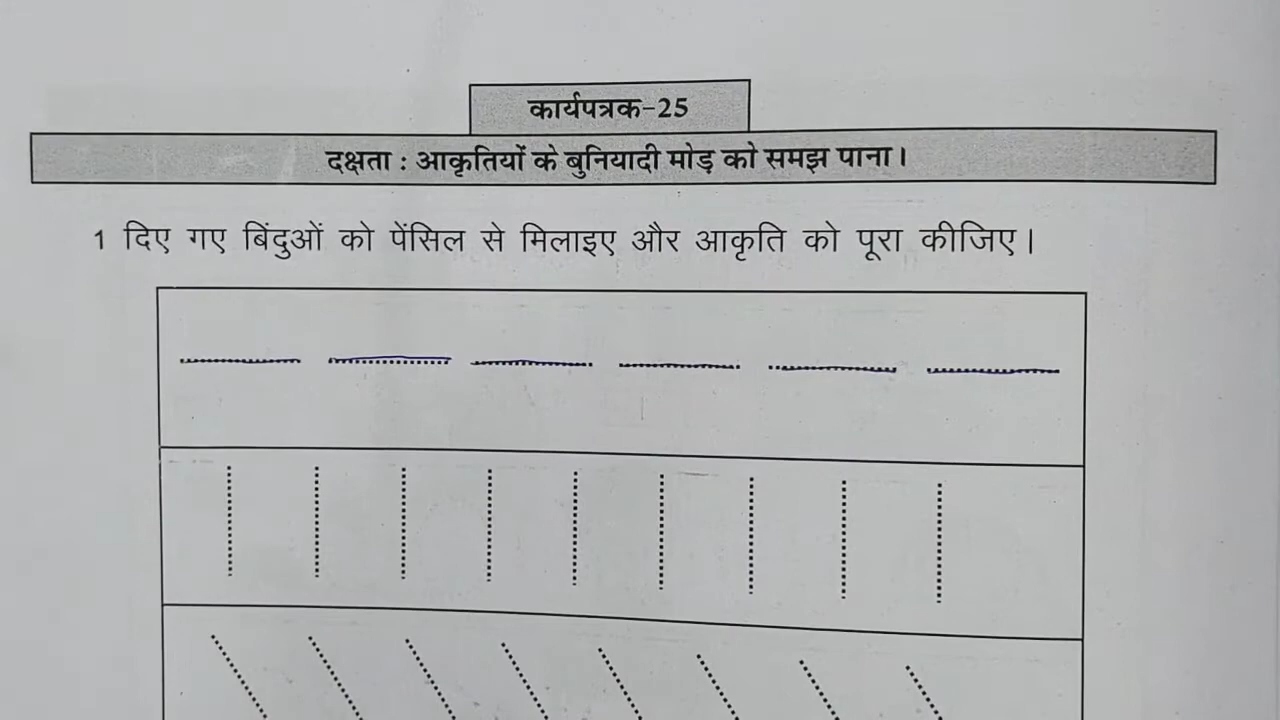 कार्यपत्रक-25
दक्षता : आकृतियों के बुनियादी मोड़ को समझ पाना।
1 दिए गए बिंदुओं को पेंसिल से मिलाइए और आकृति को पूरा कीजिए।